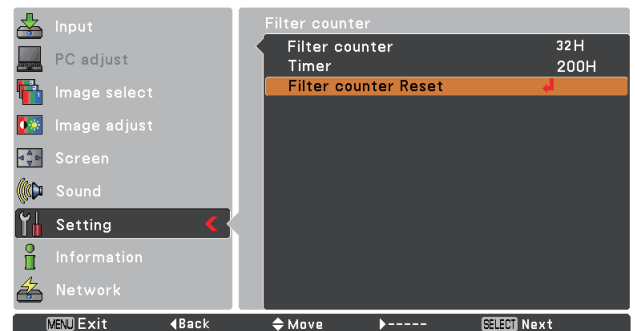 Input
PC adjust
Image select
Image adjust
Screen
Sound
Setting
Information
Network
Filter counter
Filter counter 32H
Timer 200H
Filter counter Reset
MENU Exit Back Move ----- SELECT Next